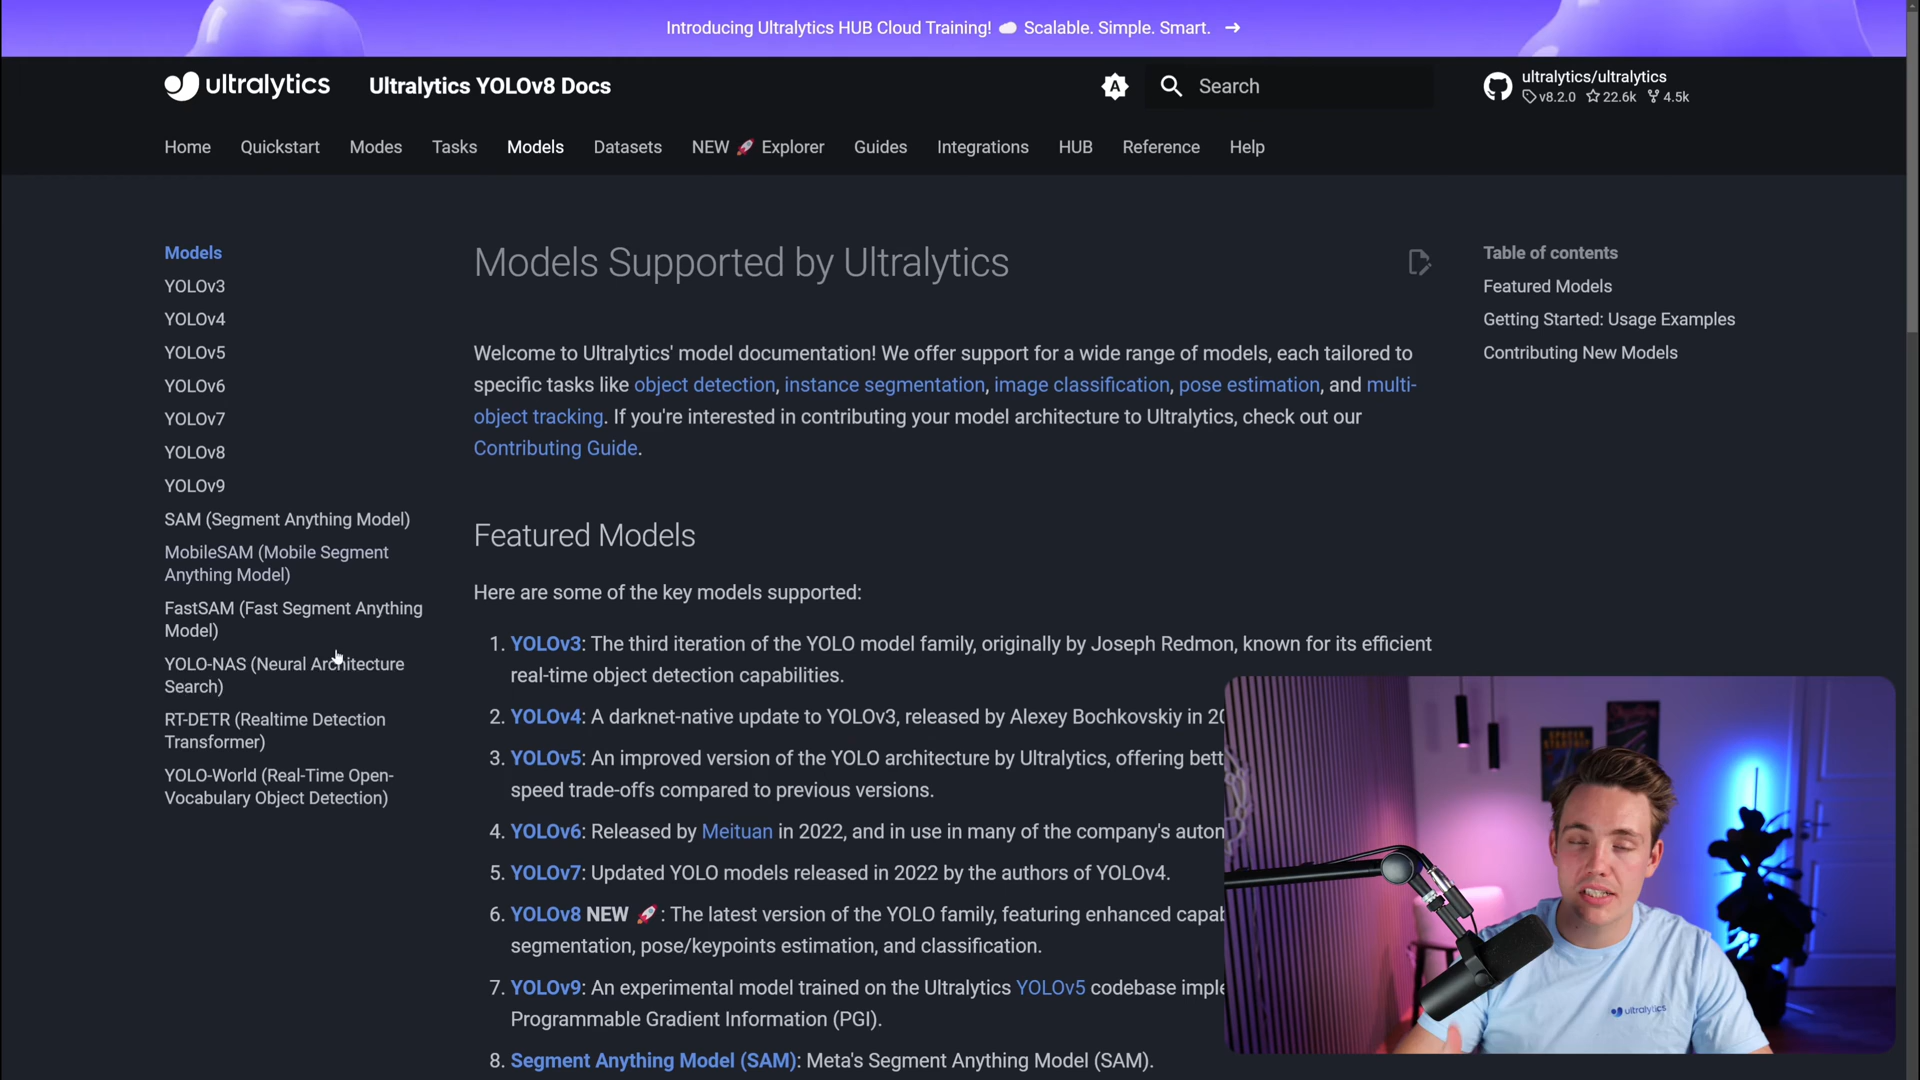 Introducing Ultralytics HUB Cloud Training! ☁️ Scalable. Simple. Smart. →
ultralytics
Ultralytics YOLOv8 Docs
A
Search
ultralytics/ultralytics
v8.2.0 22.6k 4.5k
Home Quickstart Modes Tasks Models Datasets NEW 🚀 Explorer Guides Integrations HUB Reference Help
Models
YOLOv3
YOLOv4
YOLOv5
YOLOv6
YOLOv7
YOLOv8
YOLOv9
SAM (Segment Anything Model)
MobileSAM (Mobile Segment
Anything Model)
FastSAM (Fast Segment Anything
Model)
YOLO-NAS (Neural Architecture
Search)
RT-DETR (Realtime Detection
Transformer)
YOLO-World (Real-Time Open-
Vocabulary Object Detection)
Models Supported by Ultralytics
Welcome to Ultralytics' model documentation! We offer support for a wide range of models, each tailored to
specific tasks like object detection, instance segmentation, image classification, pose estimation, and multi-
object tracking. If you're interested in contributing your model architecture to Ultralytics, check out our
Contributing Guide.
Featured Models
Here are some of the key models supported:
1. YOLOv3: The third iteration of the YOLO model family, originally by Joseph Redmon, known for its efficient
real-time object detection capabilities.
2. YOLOv4: A darknet-native update to YOLOv3, released by Alexey Bochkovskiy in 20
3. YOLOv5: An improved version of the YOLO architecture by Ultralytics, offering bett
speed trade-offs compared to previous versions.
4. YOLOv6: Released by Meituan in 2022, and in use in many of the company's auton
5. YOLOv7: Updated YOLO models released in 2022 by the authors of YOLOv4.
6. YOLOv8 NEW 🚀: The latest version of the YOLO family, featuring enhanced capab
segmentation, pose/keypoints estimation, and classification.
7. YOLOv9: An experimental model trained on the Ultralytics YOLOv5 codebase imple
Programmable Gradient Information (PGI).
8. Segment Anything Model (SAM): Meta's Segment Anything Model (SAM).
Table of contents
Featured Models
Getting Started: Usage Examples
Contributing New Models
ultralytics